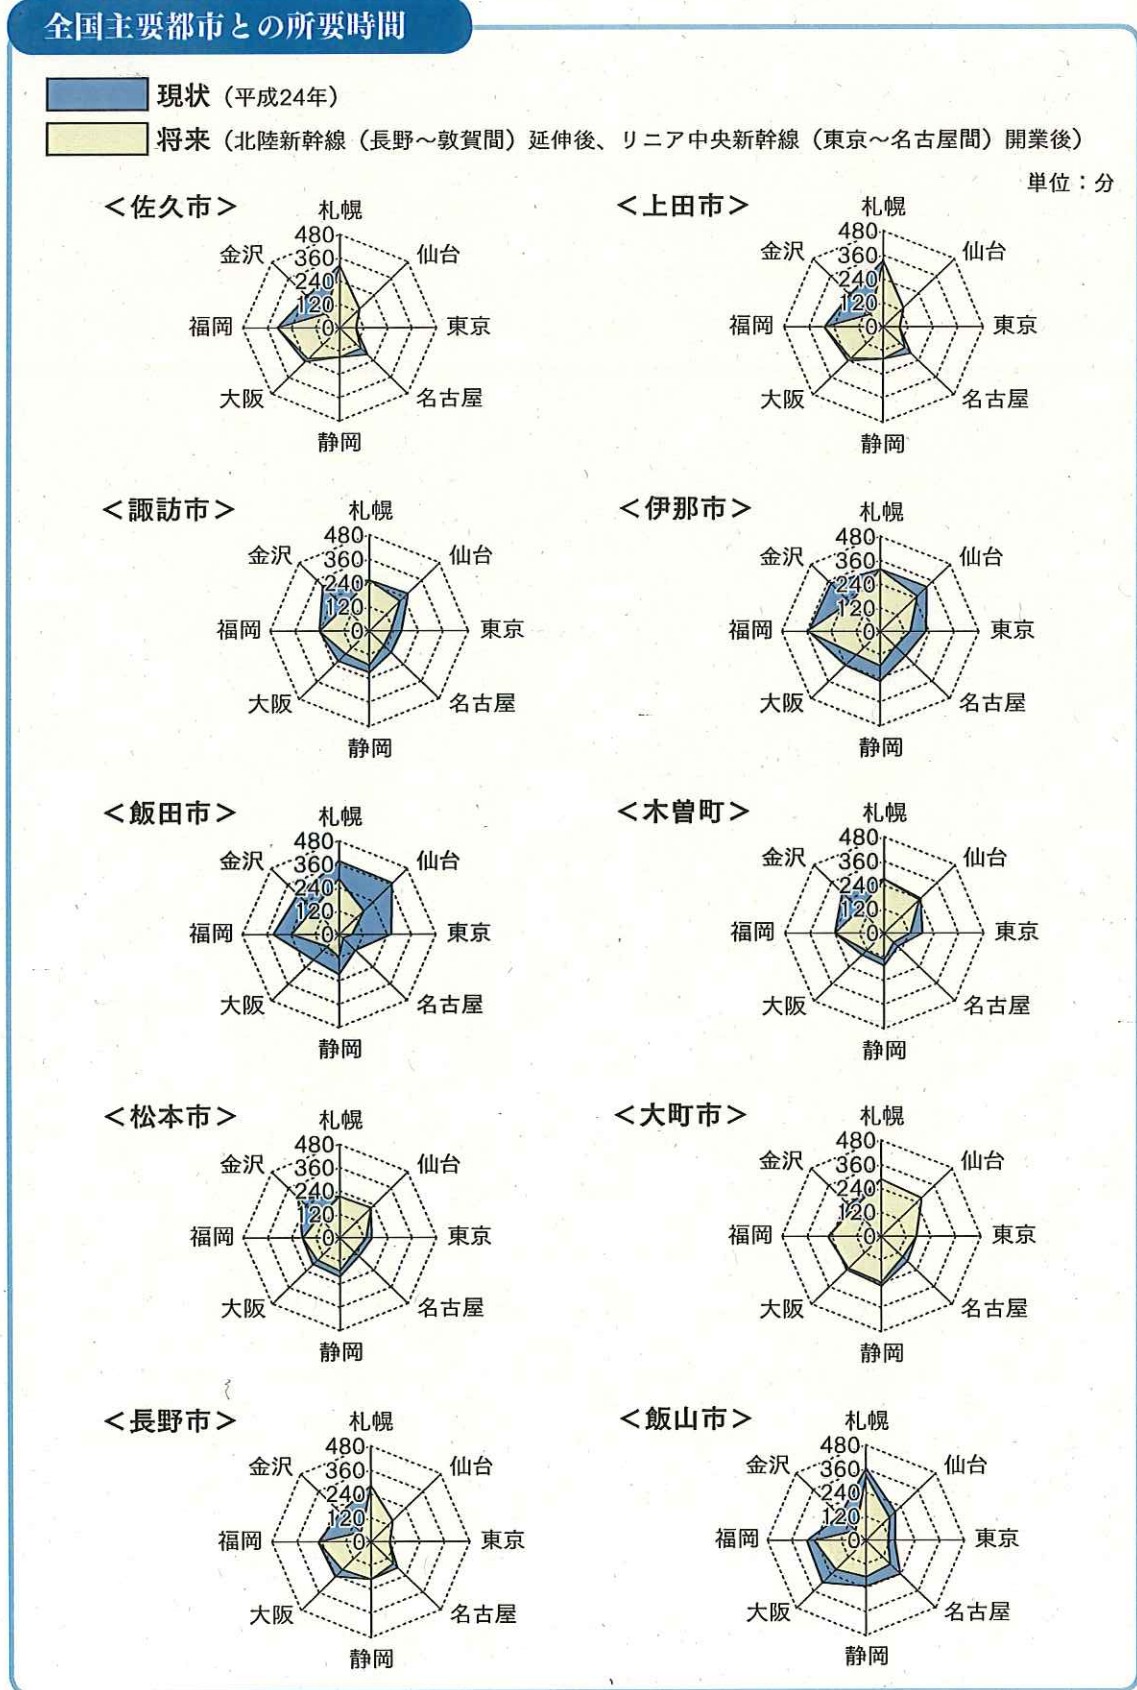 全国主要都市との所要時間
現状（平成24年）
将来（北陸新幹線（長野～敦賀間）延伸後、リニア中央新幹線（東京～名古屋間）開業後）
単位：分
＜佐久市＞
札幌
480
360
240
120
0
仙台
東京
名古屋
静岡
大阪
福岡
金沢
＜上田市＞
札幌
480
360
240
120
0
仙台
東京
名古屋
静岡
大阪
福岡
金沢
＜諏訪市＞
札幌
480
360
240
120
0
仙台
東京
名古屋
静岡
大阪
福岡
金沢
＜伊那市＞
札幌
480
360
240
120
0
仙台
東京
名古屋
静岡
大阪
福岡
金沢
＜飯田市＞
札幌
480
360
240
120
0
仙台
東京
名古屋
静岡
大阪
福岡
金沢
＜木曽町＞
札幌
480
360
240
120
0
仙台
東京
名古屋
静岡
大阪
福岡
金沢
＜松本市＞
札幌
480
360
240
120
0
仙台
東京
名古屋
静岡
大阪
福岡
金沢
＜大町市＞
札幌
480
360
240
120
0
仙台
東京
名古屋
静岡
大阪
福岡
金沢
＜長野市＞
札幌
480
360
240
120
0
仙台
東京
名古屋
静岡
大阪
福岡
金沢
＜飯山市＞
札幌
480
360
240
120
0
仙台
東京
名古屋
静岡
大阪
福岡
金沢